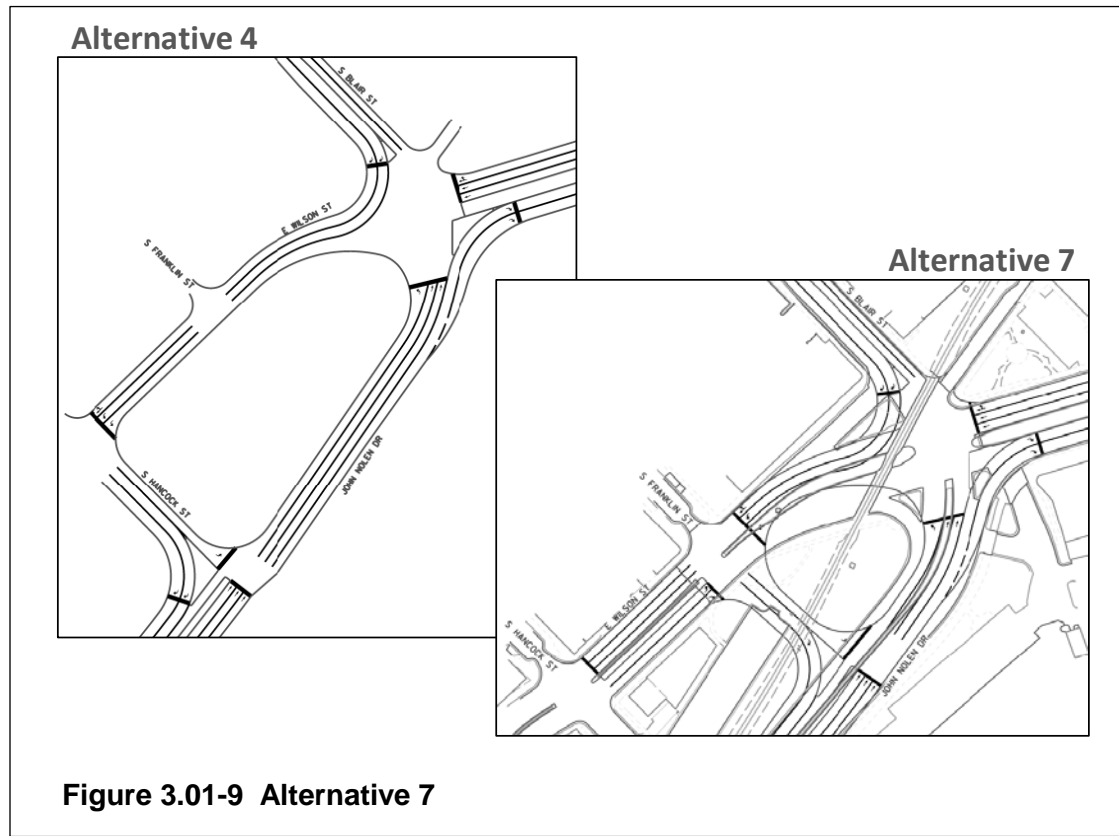 Alternative 4
S BLAIR ST
E WILSON ST
S FRANKLIN ST
S HANCOCK ST
JOHN NOLEN DR
Alternative 7
S BLAIR ST
S FRANKLIN ST
E WILSON ST
S HANCOCK ST
JOHN NOLEN DR
Figure 3.01-9 Alternative 7